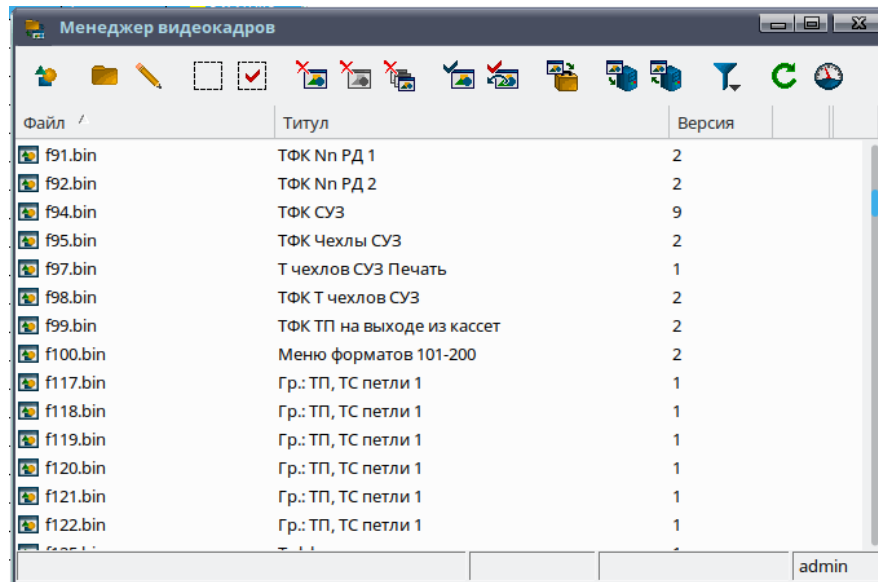 Менеджер видеокадров
Файл Титул Версия
f91.bin ТФК Nn РД 1 2
f92.bin ТФК Nn РД 2 2
f94.bin ТФК СУЗ 9
f95.bin ТФК Чехлы СУЗ 2
f97.bin Т чехлов СУЗ Печать 1
f98.bin ТФК Т чехлов СУЗ 2
f99.bin ТФК ТП на выходе из кассет 2
f100.bin Меню форматов 101-200 2
f117.bin Гр.: ТП, ТС петли 1 1
f118.bin Гр.: ТП, ТС петли 1 1
f119.bin Гр.: ТП, ТС петли 1 1
f120.bin Гр.: ТП, ТС петли 1 1
f121.bin Гр.: ТП, ТС петли 1 1
f122.bin Гр.: ТП, ТС петли 1 1
admin